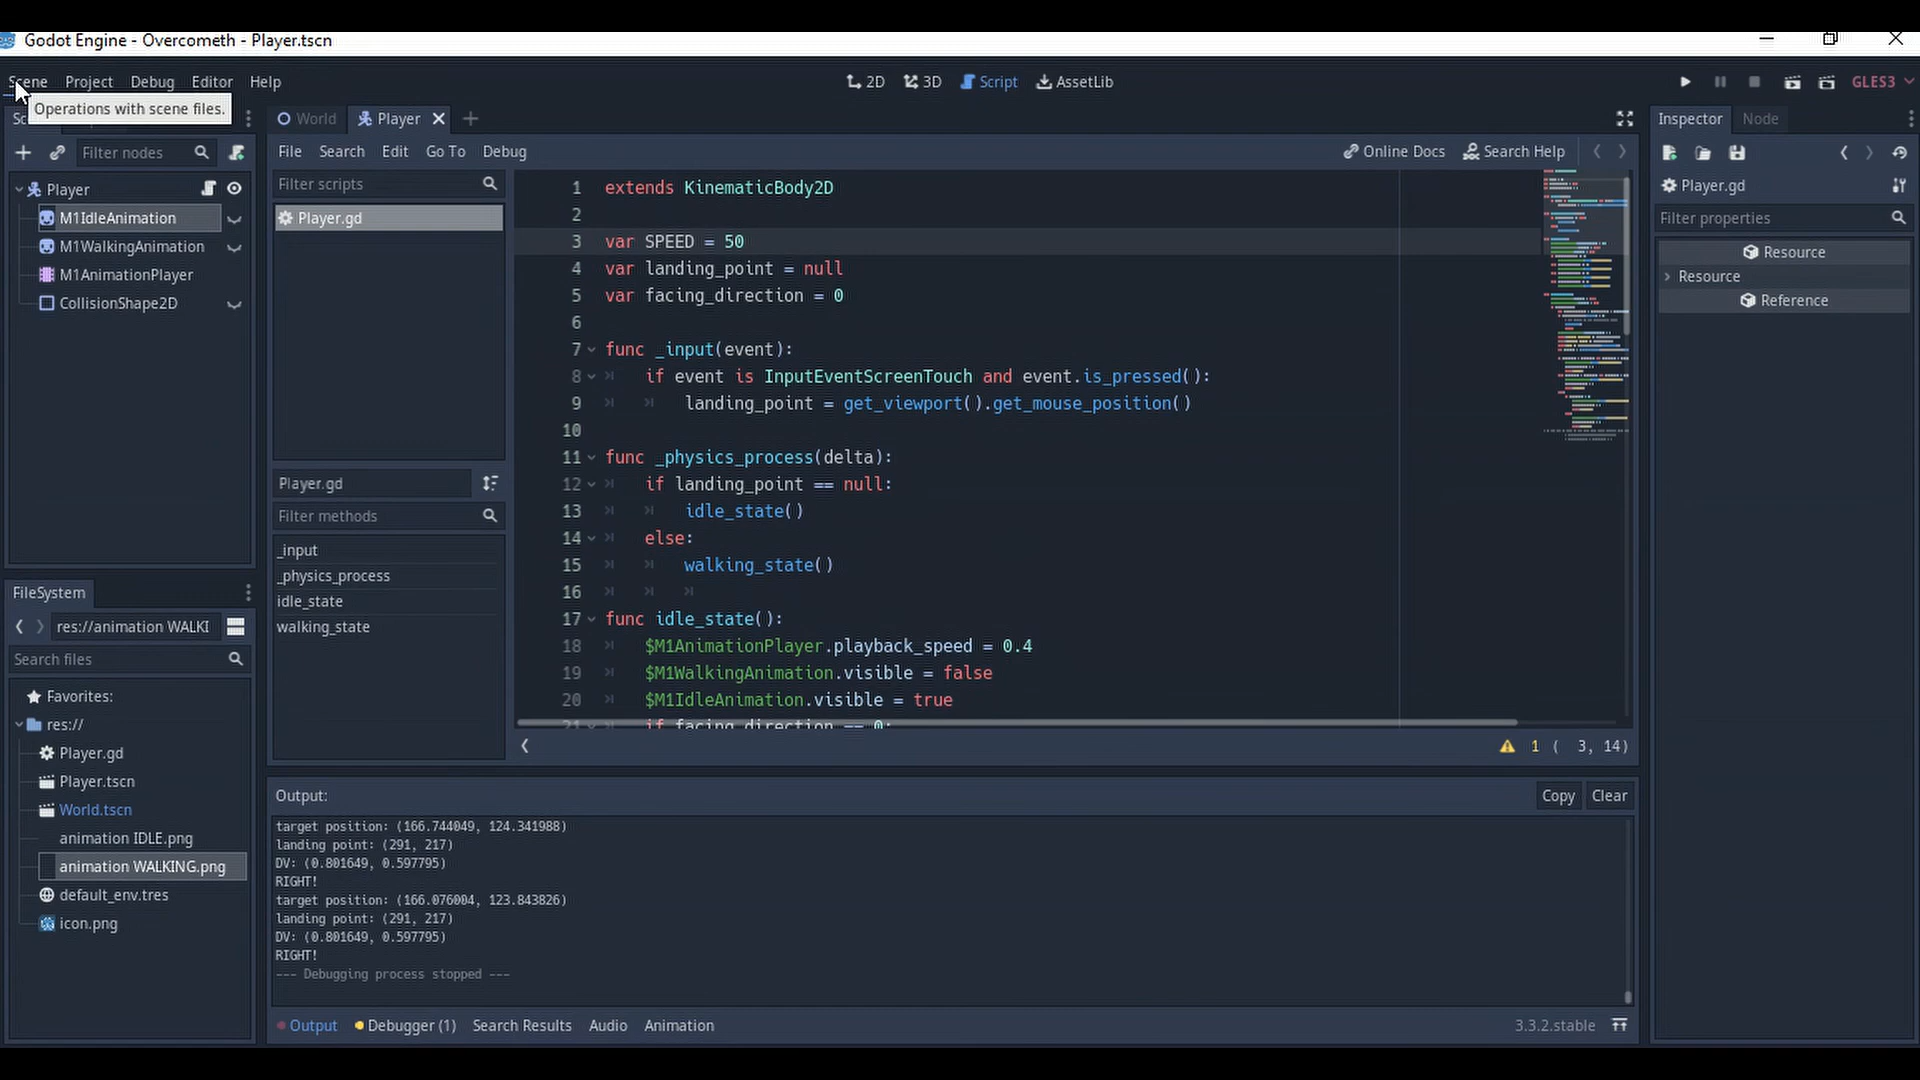 Godot Engine - Overcometh - Player.tscn
Scene Project Debug Editor Help
2D 3D Script AssetLib
GLES3
Operations with scene files.
World Player
Inspector Node
Filter nodes
File Search Edit Go To Debug
Online Docs Search Help
Player
M1IdleAnimation
M1WalkingAnimation
M1AnimationPlayer
CollisionShape2D
Filter scripts
Player.gd
Player.gd
Filter methods
_input
_physics_process
idle_state
walking_state
1 extends KinematicBody2D
2
3 var SPEED = 50
4 var landing_point = null
5 var facing_direction = 0
6
7 func _input(event):
8 if event is InputEventScreenTouch and event.is_pressed():
9 landing_point = get_viewport().get_mouse_position()
10
11 func _physics_process(delta):
12 if landing_point == null:
13 idle_state()
14 else:
15 walking_state()
16
17 func idle_state():
18 $M1AnimationPlayer.playback_speed = 0.4
19 $M1WalkingAnimation.visible = false
20 $M1IdleAnimation.visible = true
21 if facing_direction == 0:
1 ( 3, 14)
Player.gd
Filter properties
Resource
Resource
Reference
FileSystem
res://animation WALKI
Search files
Favorites:
res://
Player.gd
Player.tscn
World.tscn
animation IDLE.png
animation WALKING.png
default_env.tres
icon.png
Output:
Copy Clear
target position: (166.744049, 124.341988)
landing point: (291, 217)
DV: (0.801649, 0.597795)
RIGHT!
target position: (166.076004, 123.843826)
landing point: (291, 217)
DV: (0.801649, 0.597795)
RIGHT!
--- Debugging process stopped ---
Output Debugger (1) Search Results Audio Animation
3.3.2.stable